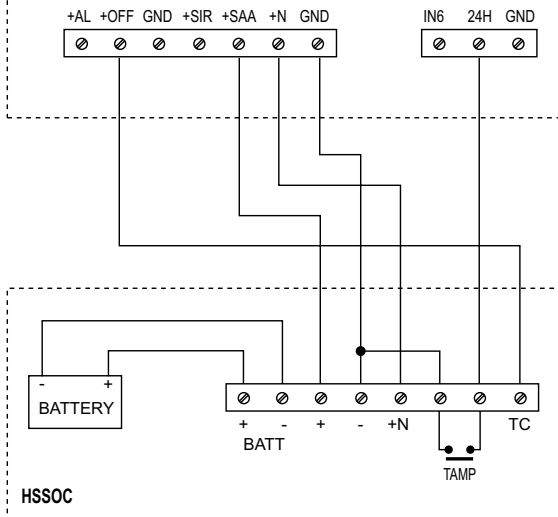 +AL +OFF GND +SIR +SAA +N GND
IN6 24H GND
- +
BATTERY
+ - + - +N TC
BATT
TAMP
HSSOC